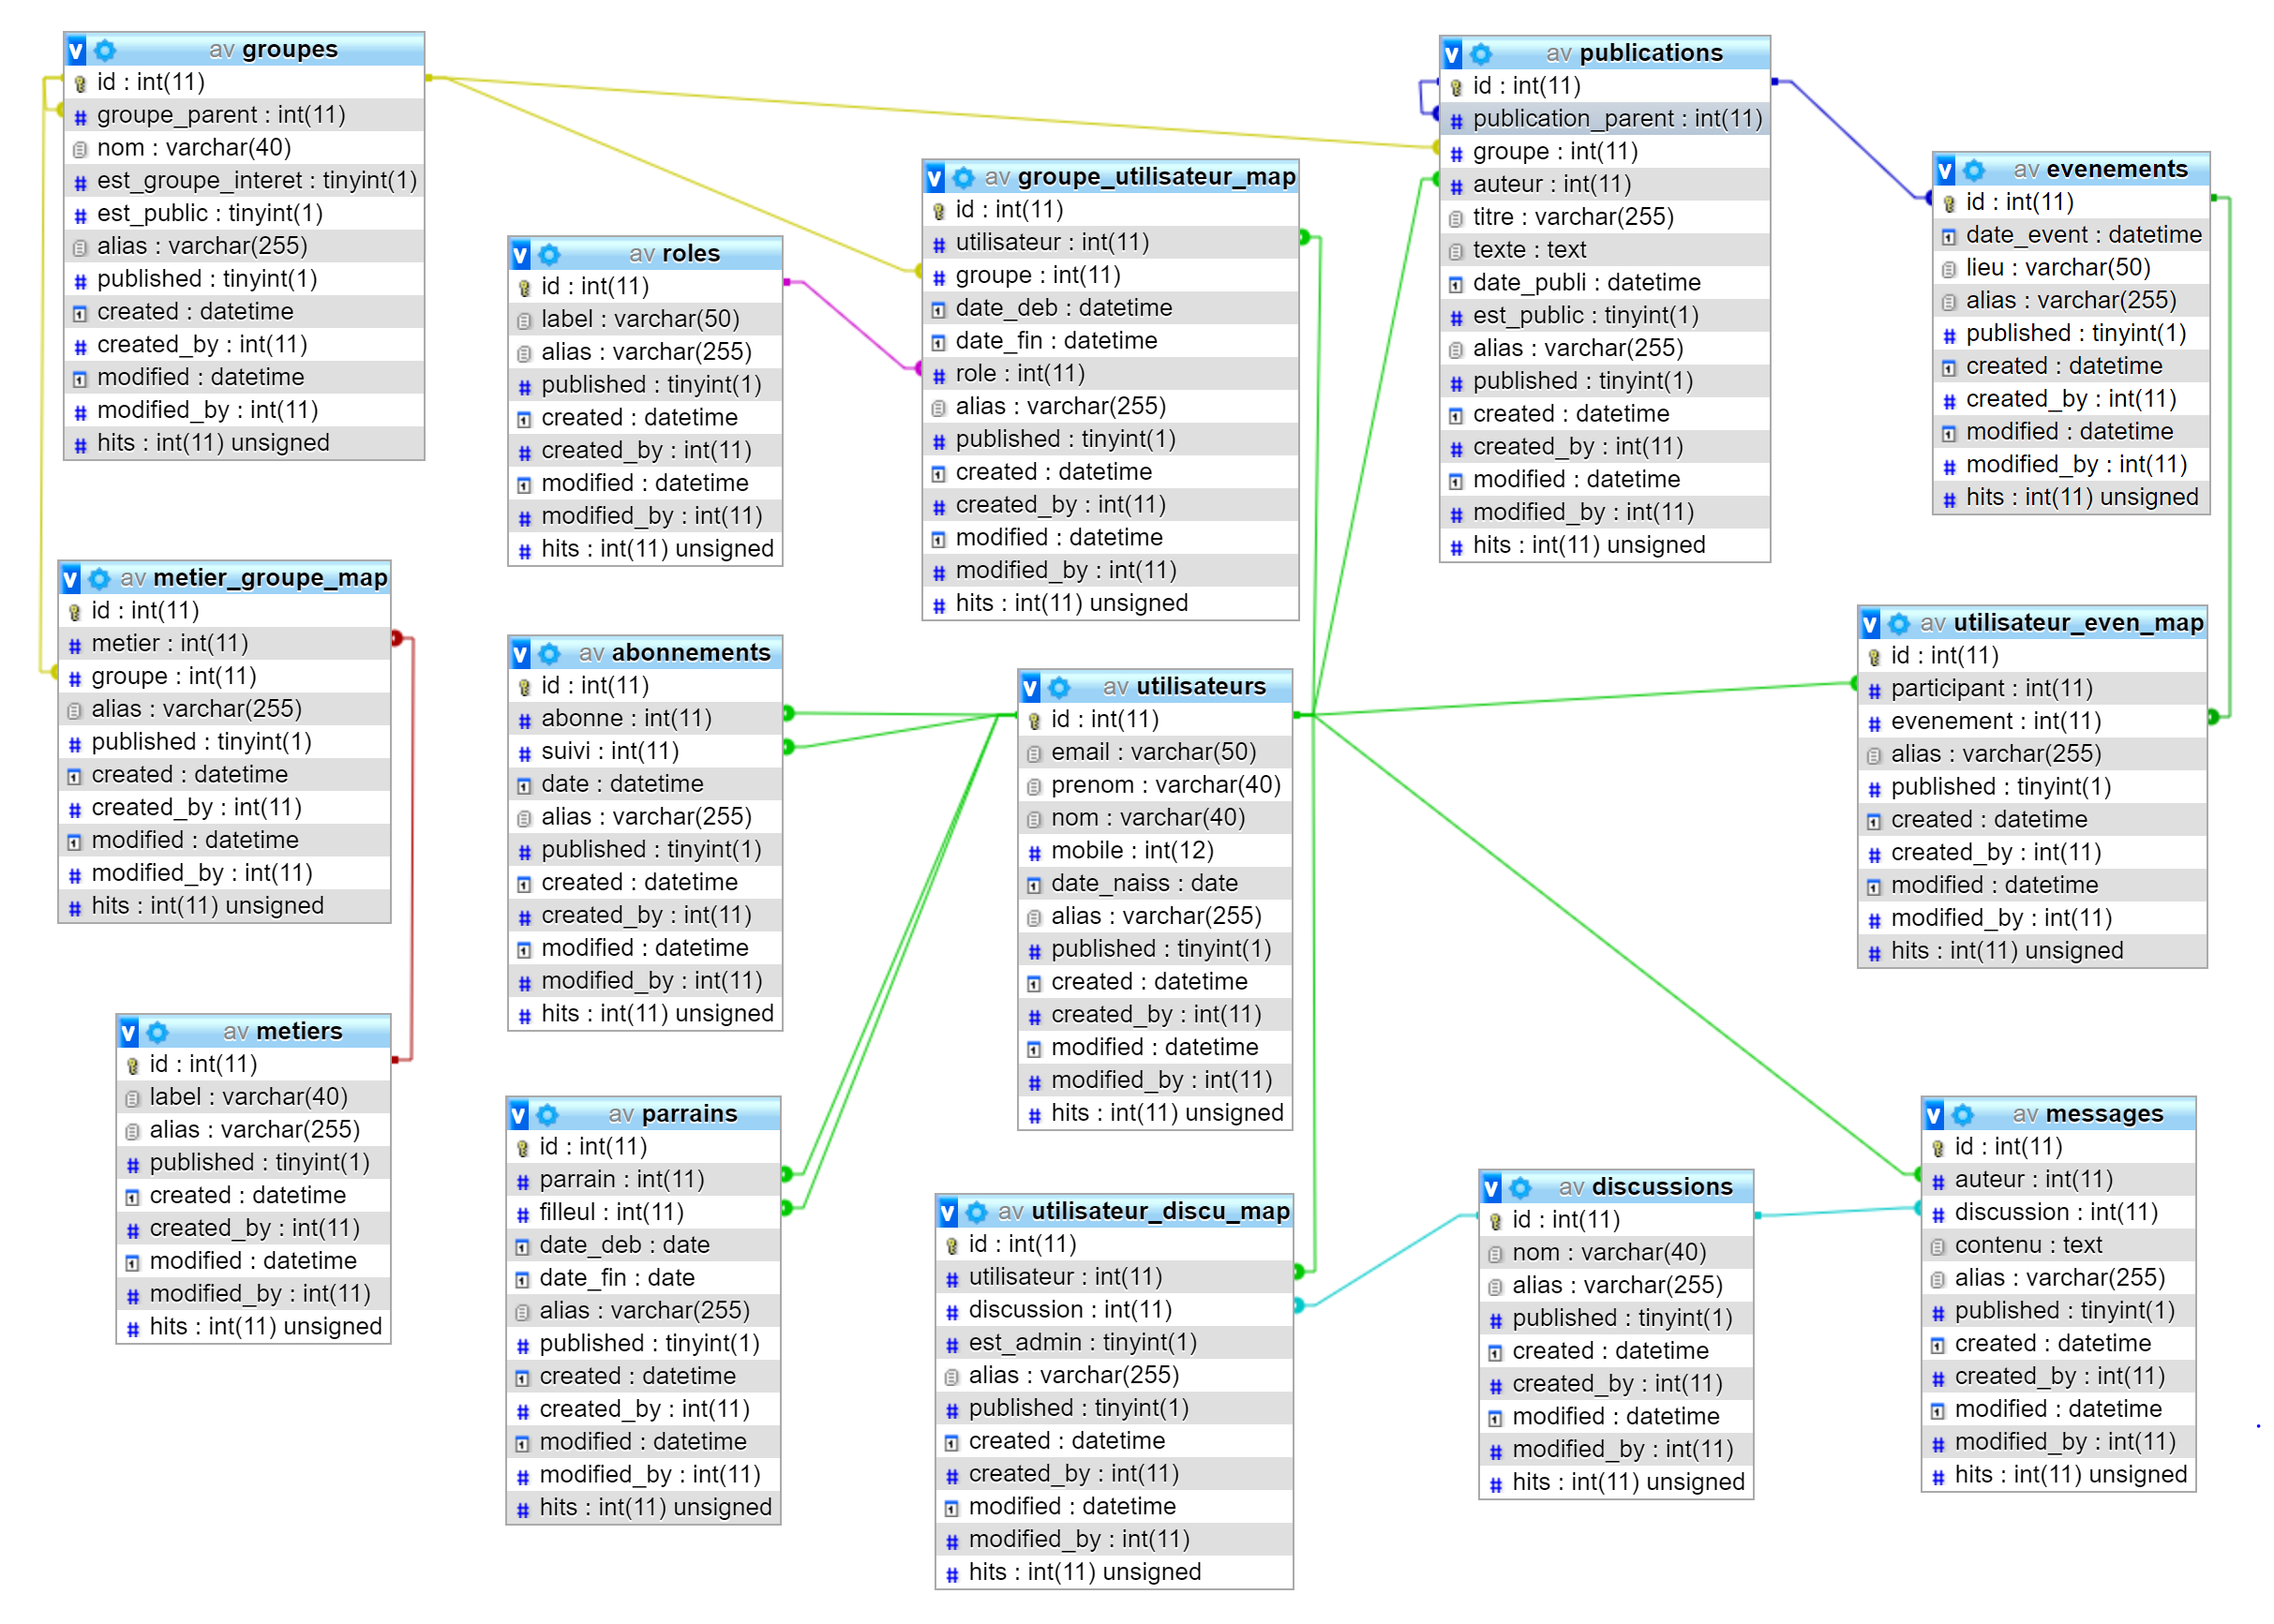 av groupes
id : int(11)
groupe_parent : int(11)
nom : varchar(40)
est_groupe_interet : tinyint(1)
est_public : tinyint(1)
alias : varchar(255)
published : tinyint(1)
created : datetime
created_by : int(11)
modified : datetime
modified_by : int(11)
hits : int(11) unsigned
av metier_groupe_map
id : int(11)
metier : int(11)
groupe : int(11)
alias : varchar(255)
published : tinyint(1)
created : datetime
created_by : int(11)
modified : datetime
modified_by : int(11)
hits : int(11) unsigned
av metiers
id : int(11)
label : varchar(40)
alias : varchar(255)
published : tinyint(1)
created : datetime
created_by : int(11)
modified : datetime
modified_by : int(11)
hits : int(11) unsigned
av roles
id : int(11)
label : varchar(50)
alias : varchar(255)
published : tinyint(1)
created : datetime
created_by : int(11)
modified : datetime
modified_by : int(11)
hits : int(11) unsigned
av abonnements
id : int(11)
abonne : int(11)
suivi : int(11)
date : datetime
alias : varchar(255)
published : tinyint(1)
created : datetime
created_by : int(11)
modified : datetime
modified_by : int(11)
hits : int(11) unsigned
av parrains
id : int(11)
parrain : int(11)
filleul : int(11)
date_deb : date
date_fin : date
alias : varchar(255)
published : tinyint(1)
created : datetime
created_by : int(11)
modified : datetime
modified_by : int(11)
hits : int(11) unsigned
av groupe_utilisateur_map
id : int(11)
utilisateur : int(11)
groupe : int(11)
date_deb : datetime
date_fin : datetime
role : int(11)
alias : varchar(255)
published : tinyint(1)
created : datetime
created_by : int(11)
modified : datetime
modified_by : int(11)
hits : int(11) unsigned
av utilisateurs
id : int(11)
email : varchar(50)
prenom : varchar(40)
nom : varchar(40)
mobile : int(12)
date_naiss : date
alias : varchar(255)
published : tinyint(1)
created : datetime
created_by : int(11)
modified : datetime
modified_by : int(11)
hits : int(11) unsigned
av utilisateur_discu_map
id : int(11)
utilisateur : int(11)
discussion : int(11)
est_admin : tinyint(1)
alias : varchar(255)
published : tinyint(1)
created : datetime
created_by : int(11)
modified : datetime
modified_by : int(11)
hits : int(11) unsigned
av publications
id : int(11)
publication_parent : int(11)
groupe : int(11)
auteur : int(11)
titre : varchar(255)
texte : text
date_publi : datetime
est_public : tinyint(1)
alias : varchar(255)
published : tinyint(1)
created : datetime
created_by : int(11)
modified : datetime
modified_by : int(11)
hits : int(11) unsigned
av discussions
id : int(11)
nom : varchar(40)
alias : varchar(255)
published : tinyint(1)
created : datetime
created_by : int(11)
modified : datetime
modified_by : int(11)
hits : int(11) unsigned
av evenements
id : int(11)
date_event : datetime
lieu : varchar(50)
alias : varchar(255)
published : tinyint(1)
created : datetime
created_by : int(11)
modified : datetime
modified_by : int(11)
hits : int(11) unsigned
av utilisateur_even_map
id : int(11)
participant : int(11)
evenement : int(11)
alias : varchar(255)
published : tinyint(1)
created : datetime
created_by : int(11)
modified : datetime
modified_by : int(11)
hits : int(11) unsigned
av messages
id : int(11)
auteur : int(11)
discussion : int(11)
contenu : text
alias : varchar(255)
published : tinyint(1)
created : datetime
created_by : int(11)
modified : datetime
modified_by : int(11)
hits : int(11) unsigned